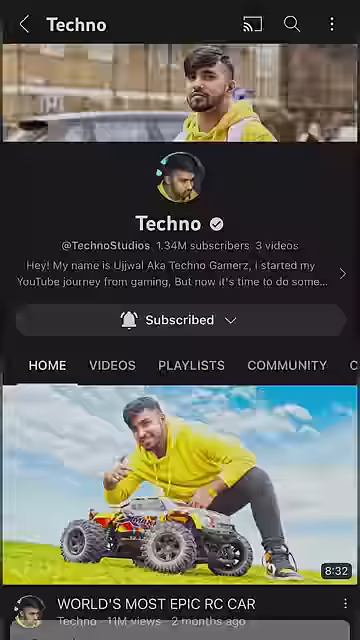 Techno
Techno
@TechnoStudios 1.34M subscribers 3 videos
Hey! My name is Ujjwal Aka Techno Gamerz, i started my
YouTube journey from gaming, But now it's time to do some...
Subscribed
HOME VIDEOS PLAYLISTS COMMUNITY C
8:32
WORLD'S MOST EPIC RC CAR
Techno · 11M views · 2 months ago